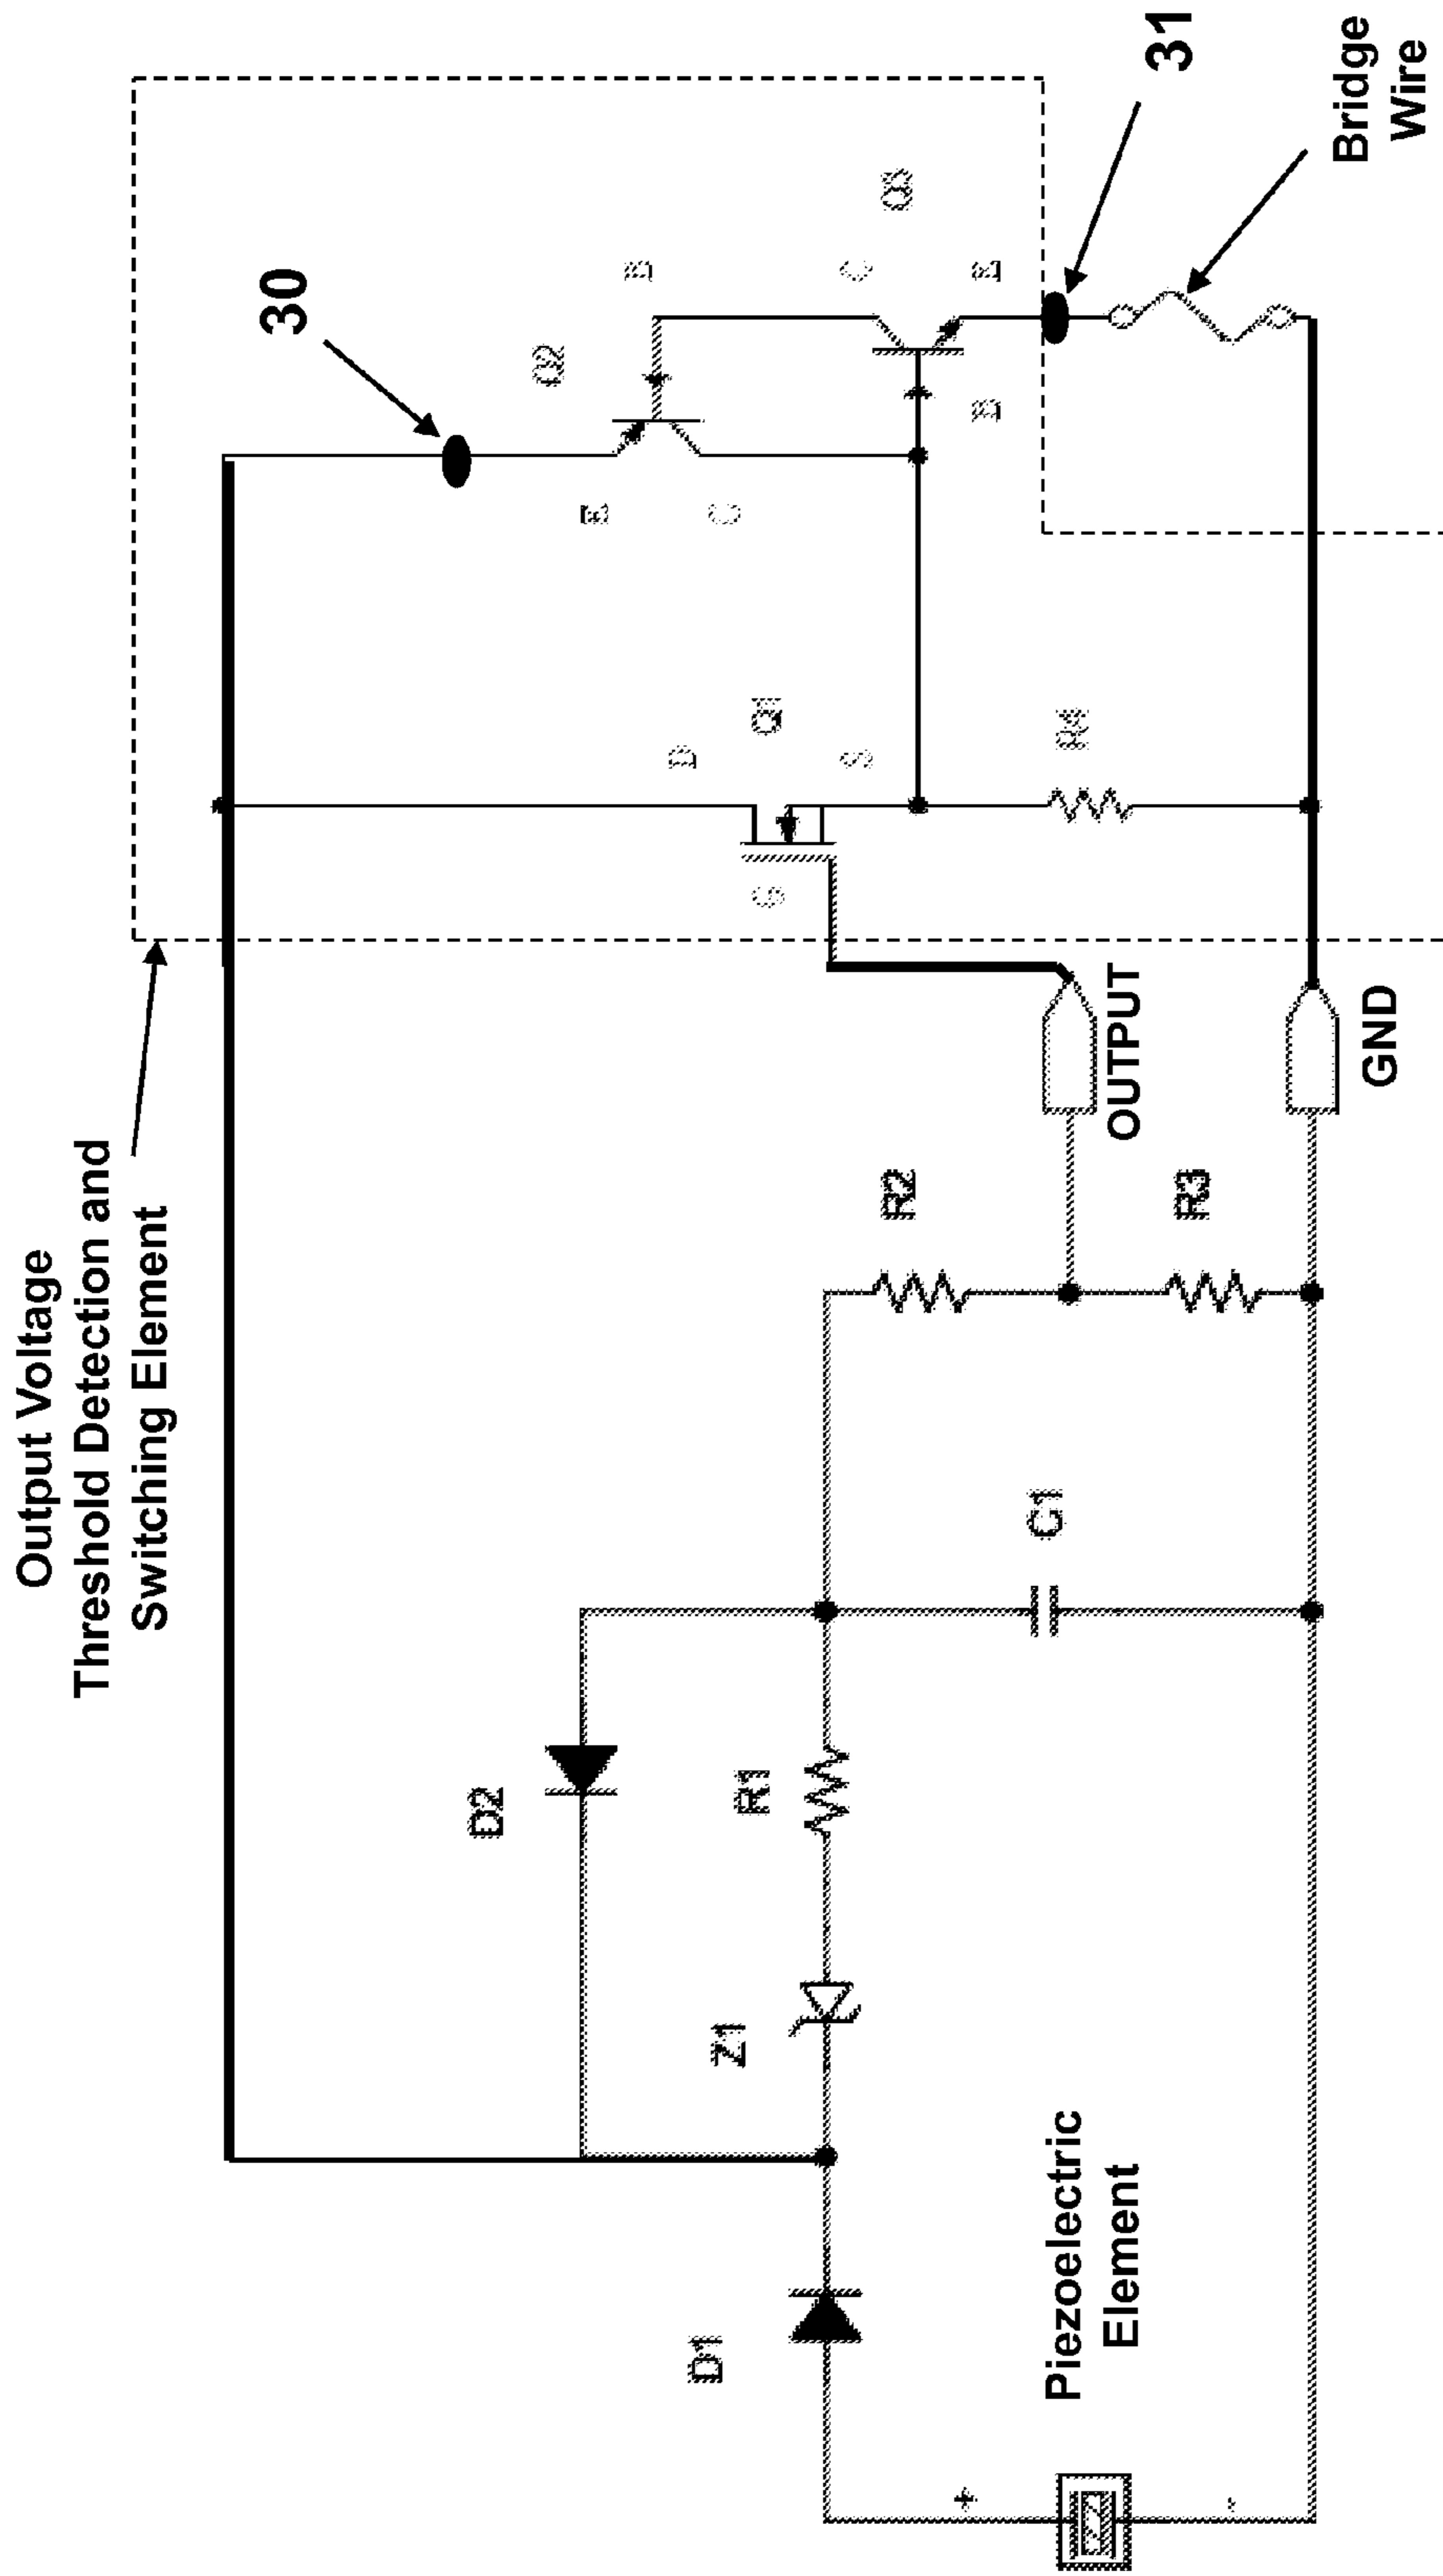 Output Voltage
Threshold Detection and
Switching Element
30
Q2
B
E
C
Q3
C
E
B
31
Bridge
Wire
D
Q1
S
G
R4
OUTPUT
GND
R2
R3
D2
R1
C1
Z1
D1
Piezoelectric
Element
+
-